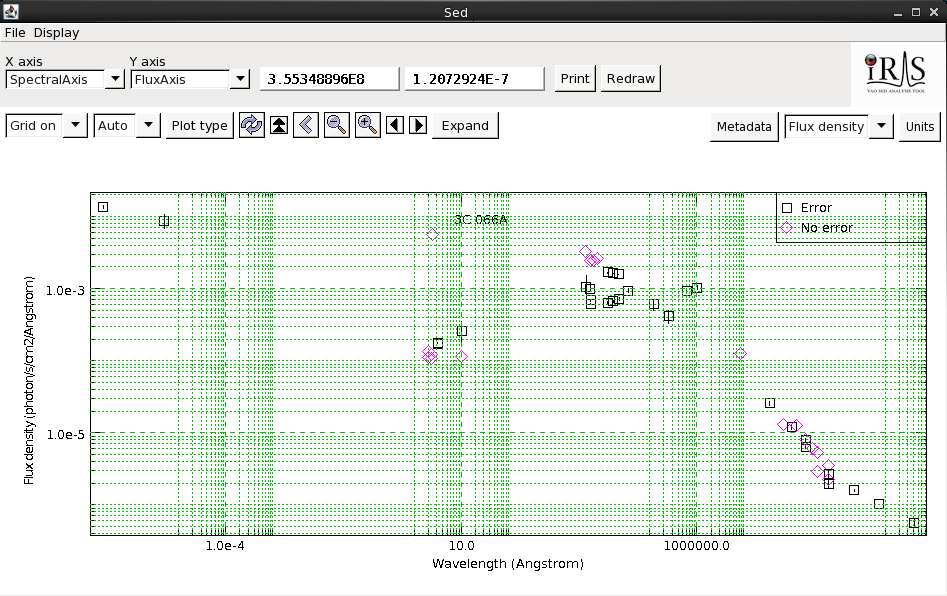 Sed
File Display
X axis Y axis
SpectralAxis FluxAxis 3.55348896E8 1.2072924E-7 Print Redraw
IRIS
VAO SED ANALYSIS TOOL
Grid on Auto Plot type Expand Metadata Flux density Units
3C 066A
Error
No error
1.0e-3
1.0e-5
Flux density (photon/s/cm2/Angstrom)
1.0e-4 10.0 1000000.0
Wavelength (Angstrom)